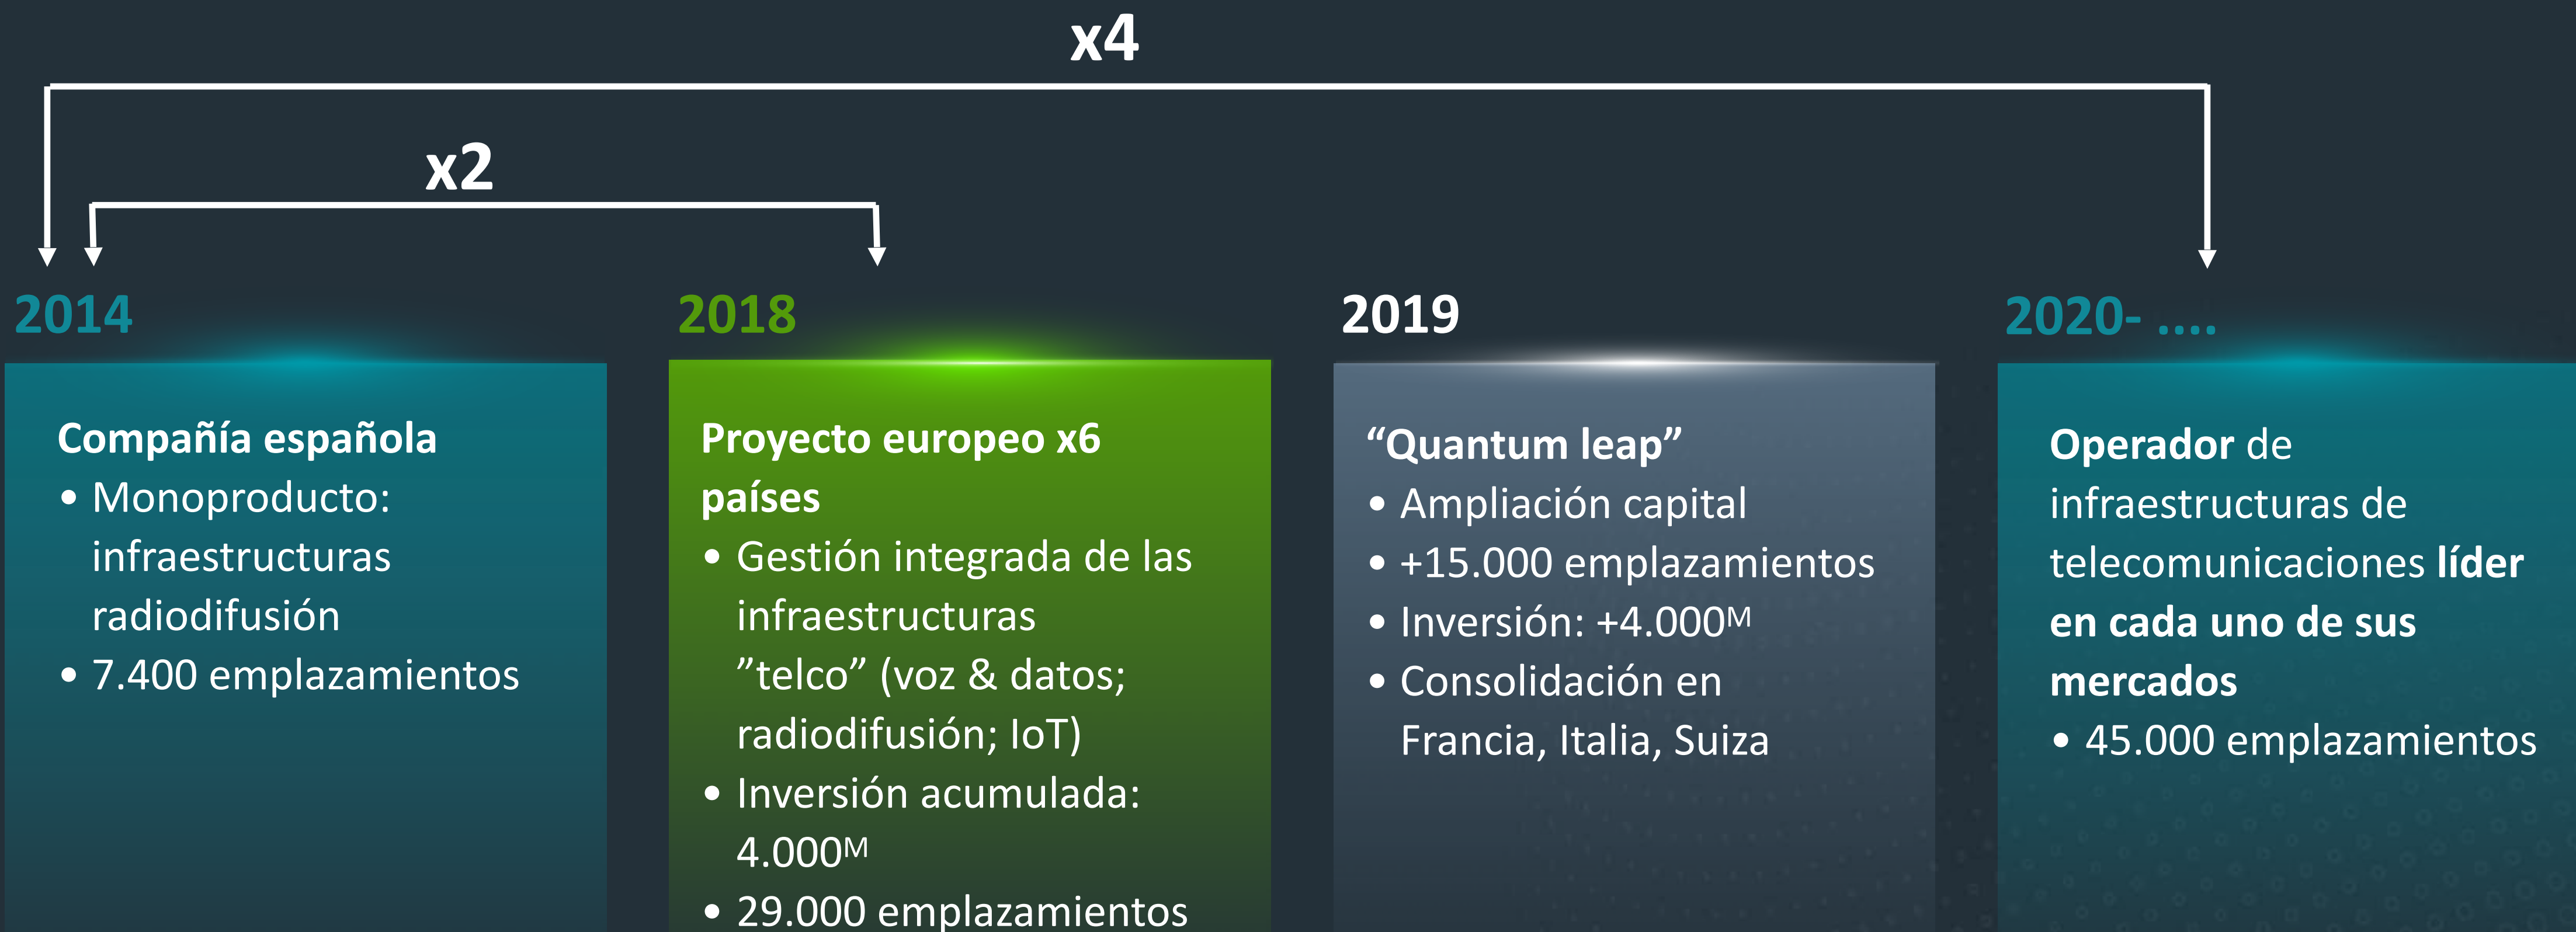 x4
x2
2014
Compañía española
• Monoproducto:
infraestructuras
radiodifusión
• 7.400 emplazamientos
2018
Proyecto europeo x6
países
• Gestión integrada de las
infraestructuras
”telco” (voz & datos;
radiodifusión; IoT)
• Inversión acumulada:
4.000ᴹ
• 29.000 emplazamientos
2019
“Quantum leap”
• Ampliación capital
• +15.000 emplazamientos
• Inversión: +4.000ᴹ
• Consolidación en
Francia, Italia, Suiza
2020- ....
Operador de
infraestructuras de
telecomunicaciones líder
en cada uno de sus
mercados
• 45.000 emplazamientos